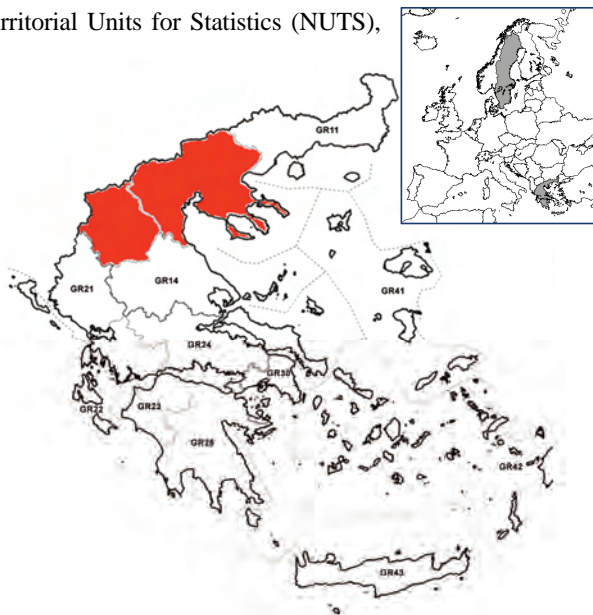 rritorial Units for Statistics (NUTS),
GR11
GR21
GR14
GR41
GR24
GR30
GR22
GR23
GR25
GR42
GR43